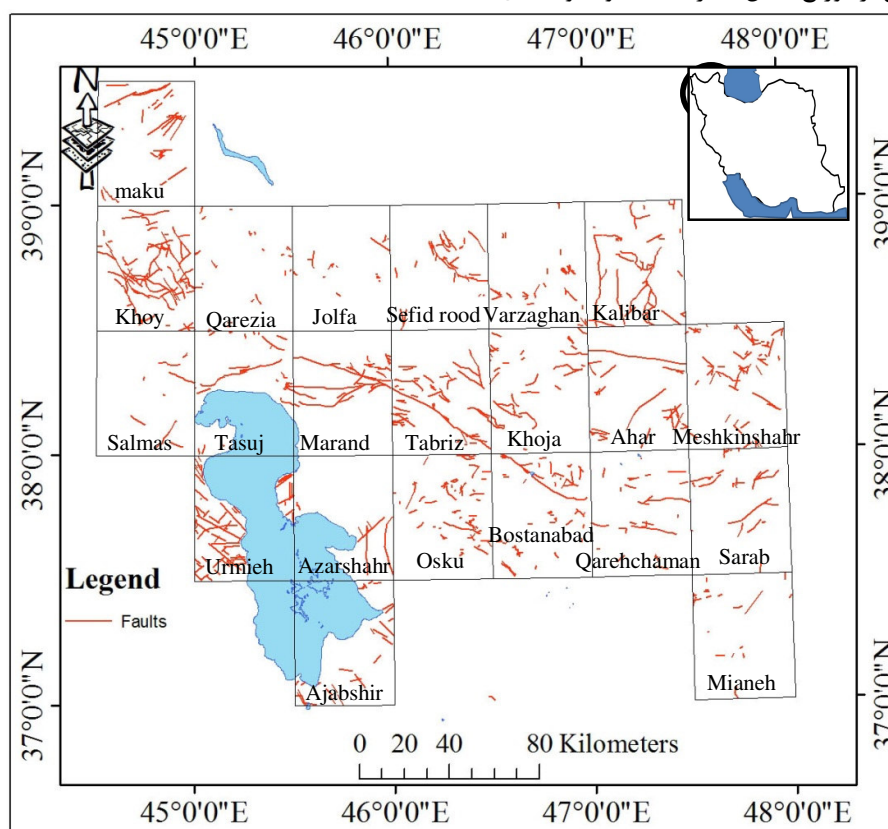 45°0'0"E 46°0'0"E 47°0'0"E 48°0'0"E
N
maku
39°0'0"N 39°0'0"N
Khoy Qarezia Jolfa Sefid rood Varzaghan Kalibar
Salmas Tasuj Marand Tabriz Khoja Ahar Meshkinshahr
38°0'0"N 38°0'0"N
Bostanabad
Urmieh Azarshahr Osku Qarehchaman Sarab
Legend
Faults
Mianeh
Ajabshir
37°0'0"N 37°0'0"N
0 20 40 80 Kilometers
45°0'0"E 46°0'0"E 47°0'0"E 48°0'0"E